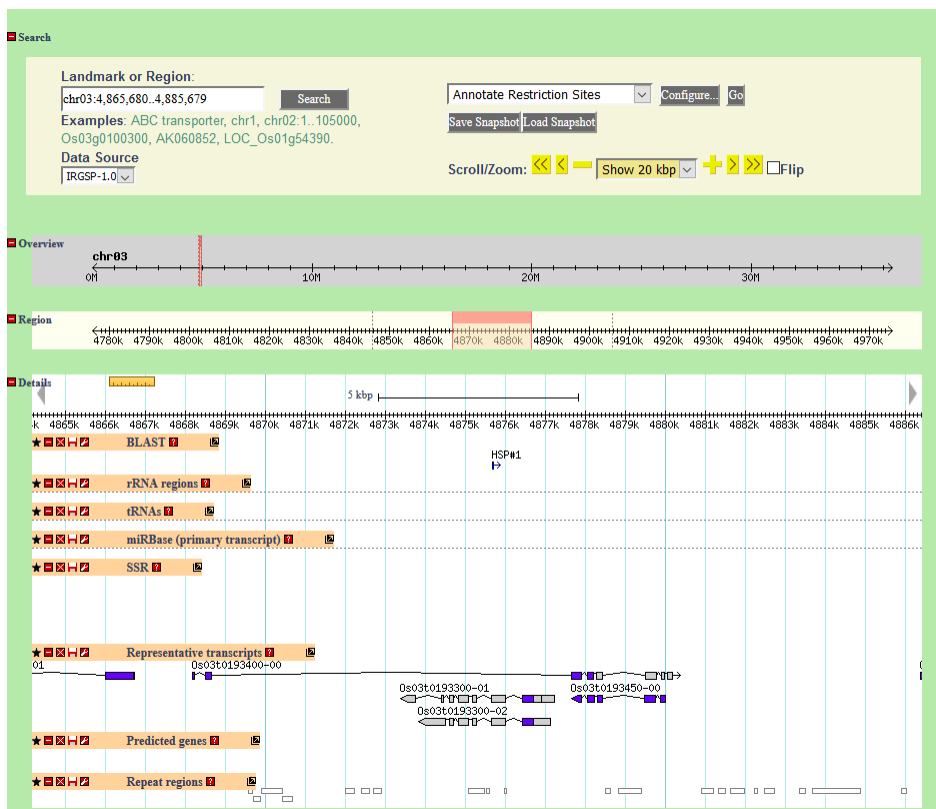 Search
Landmark or Region:
chr03:4,865,680..4,885,679
Search
Examples: ABC transporter, chr1, chr02:1..105000,
Os03g0100300, AK060852, LOC_Os01g54390.
Data Source
IRGSP-1.0
Annotate Restriction Sites
Configure...
Go
Save Snapshot
Load Snapshot
Scroll/Zoom:
Show 20 kbp
Flip
Overview
chr03
0M 10M 20M 30M
Region
4780k 4790k 4800k 4810k 4820k 4830k 4840k 4850k 4860k 4870k 4880k 4890k 4900k 4910k 4920k 4930k 4940k 4950k 4960k 4970k
Details
5 kbp
k 4865k 4866k 4867k 4868k 4869k 4870k 4871k 4872k 4873k 4874k 4875k 4876k 4877k 4878k 4879k 4880k 4881k 4882k 4883k 4884k 4885k 4886k
BLAST ?
HSP#1
rRNA regions ?
tRNAs ?
miRBase (primary transcript) ?
SSR ?
Representative transcripts ?
01
Os03t0193400-00
Os03t0193300-01
Os03t0193450-00
Os03t0193300-02
Predicted genes ?
Repeat regions ?